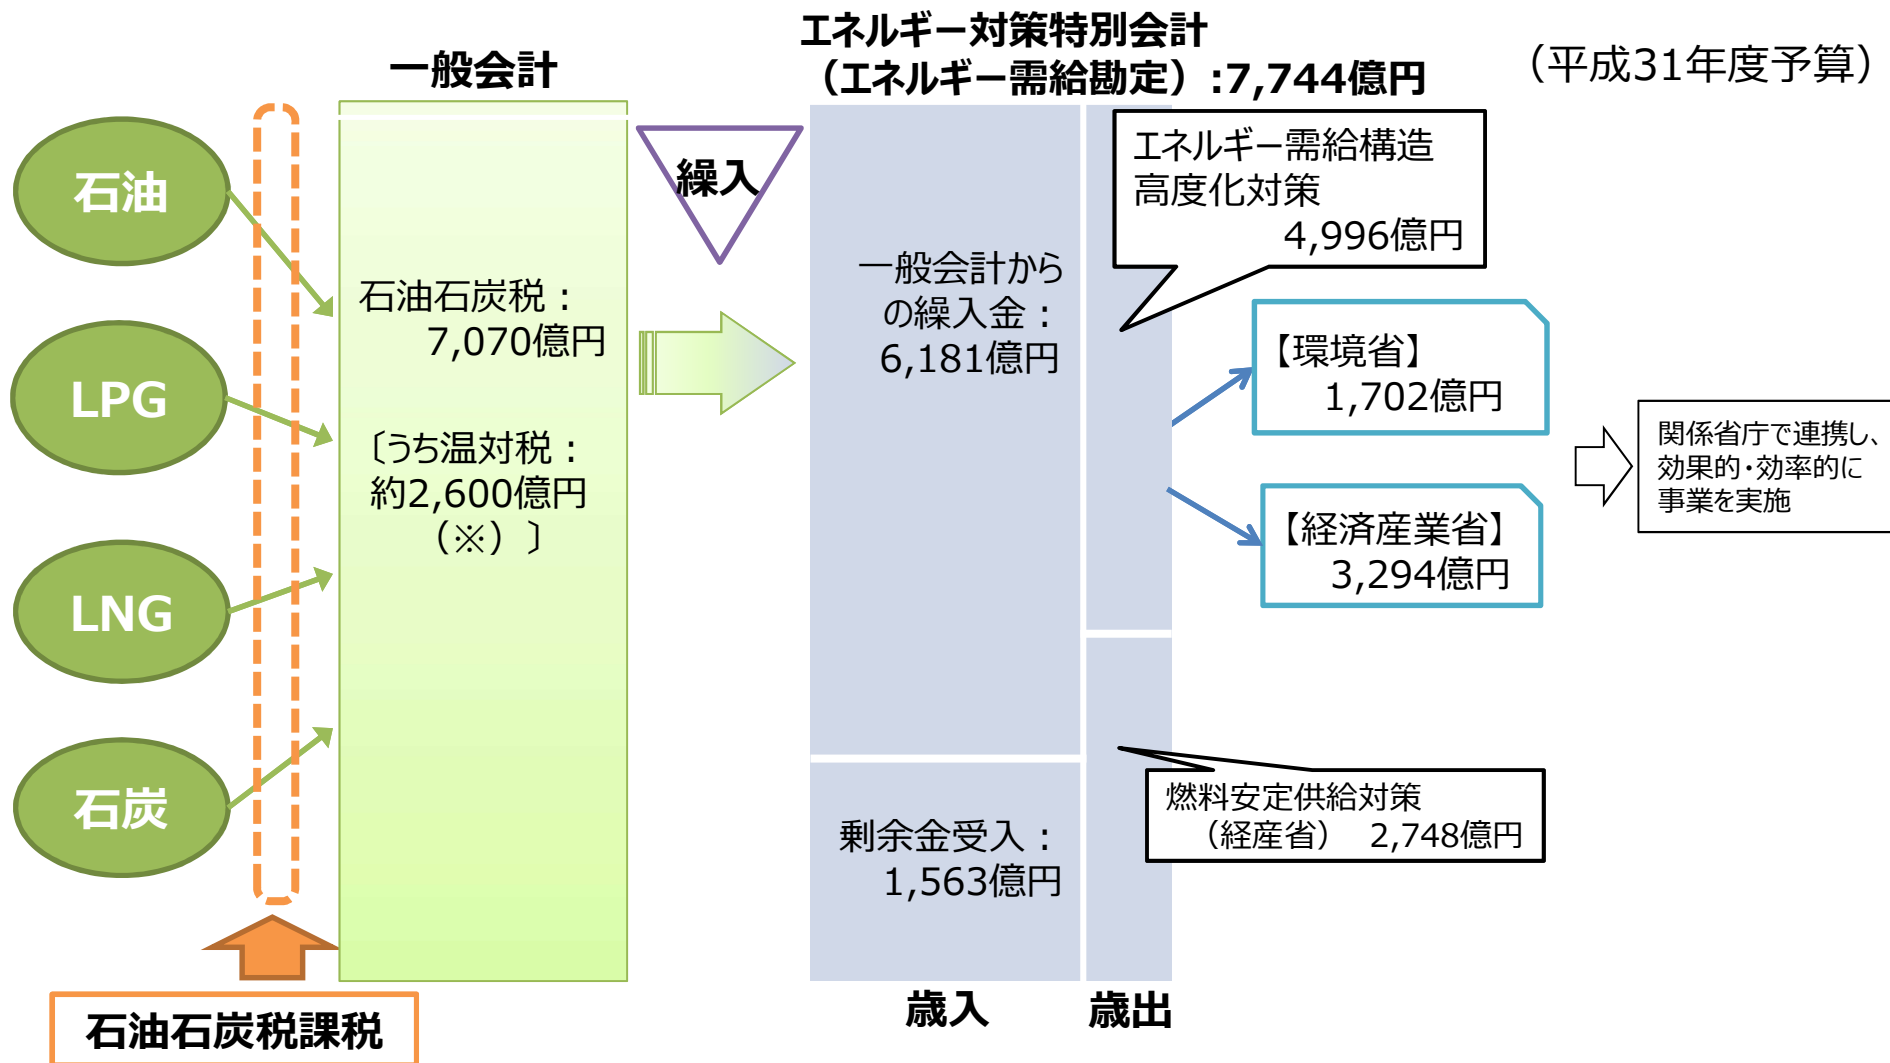 エネルギー対策特別会計
（エネルギー需給勘定）:7,744億円
（平成31年度予算）
一般会計
石油
LPG
LNG
石炭
石油石炭税課税
石油石炭税：
7,070億円
〔うち温対税：
約2,600億円
（※）〕
繰入
一般会計から
の繰入金：
6,181億円
剰余金受入：
1,563億円
歳入
歳出
エネルギー需給構造
高度化対策
4,996億円
【環境省】
1,702億円
【経済産業省】
3,294億円
関係省庁で連携し、
効果的・効率的に
事業を実施
燃料安定供給対策
（経産省）　2,748億円